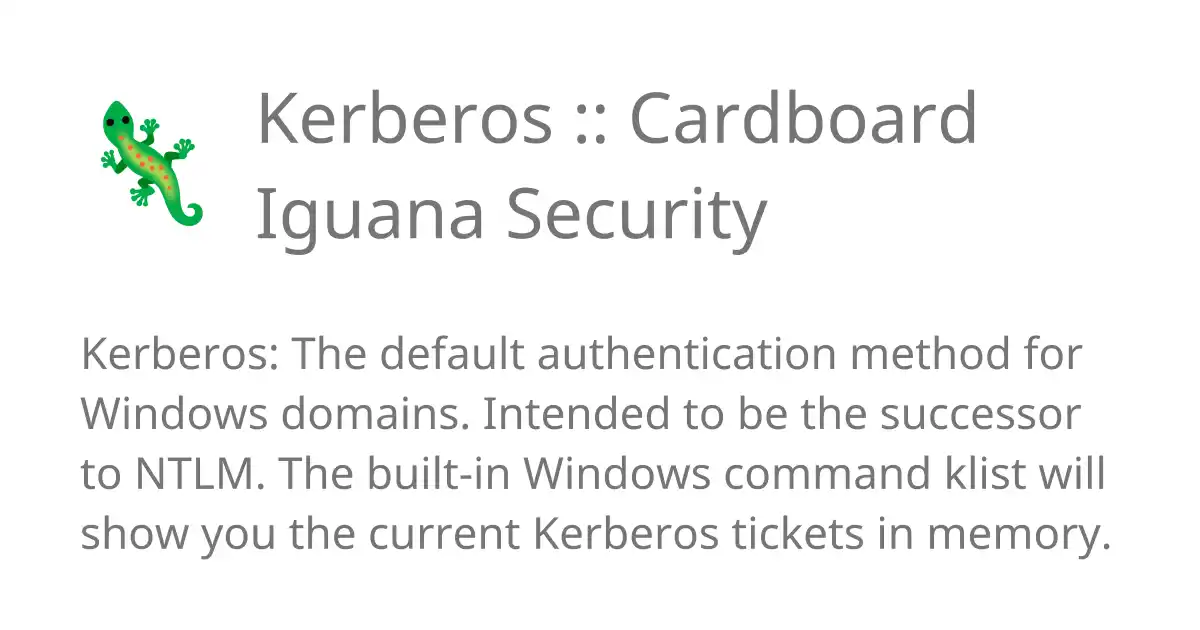 Kerberos :: Cardboard
Iguana Security
Kerberos: The default authentication method for
Windows domains. Intended to be the successor
to NTLM. The built-in Windows command klist will
show you the current Kerberos tickets in memory.